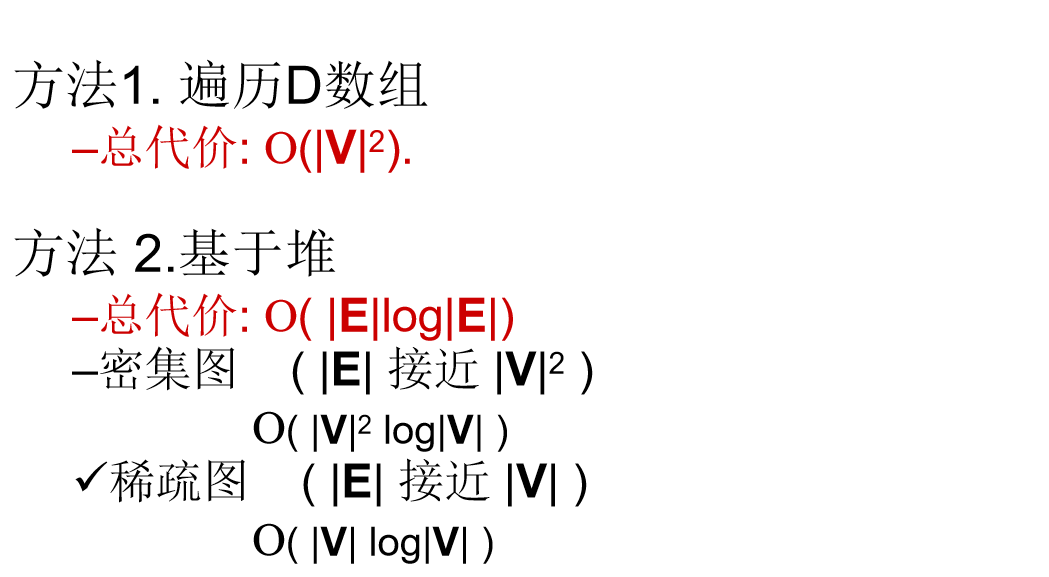 方法1. 遍历D数组
–总代价: O(|V|²).
方法 2.基于堆
–总代价: O( |E|log|E|)
–密集图 ( |E| 接近 |V|² )
O( |V|² log|V| )
✓稀疏图 ( |E| 接近 |V| )
O( |V| log|V| )